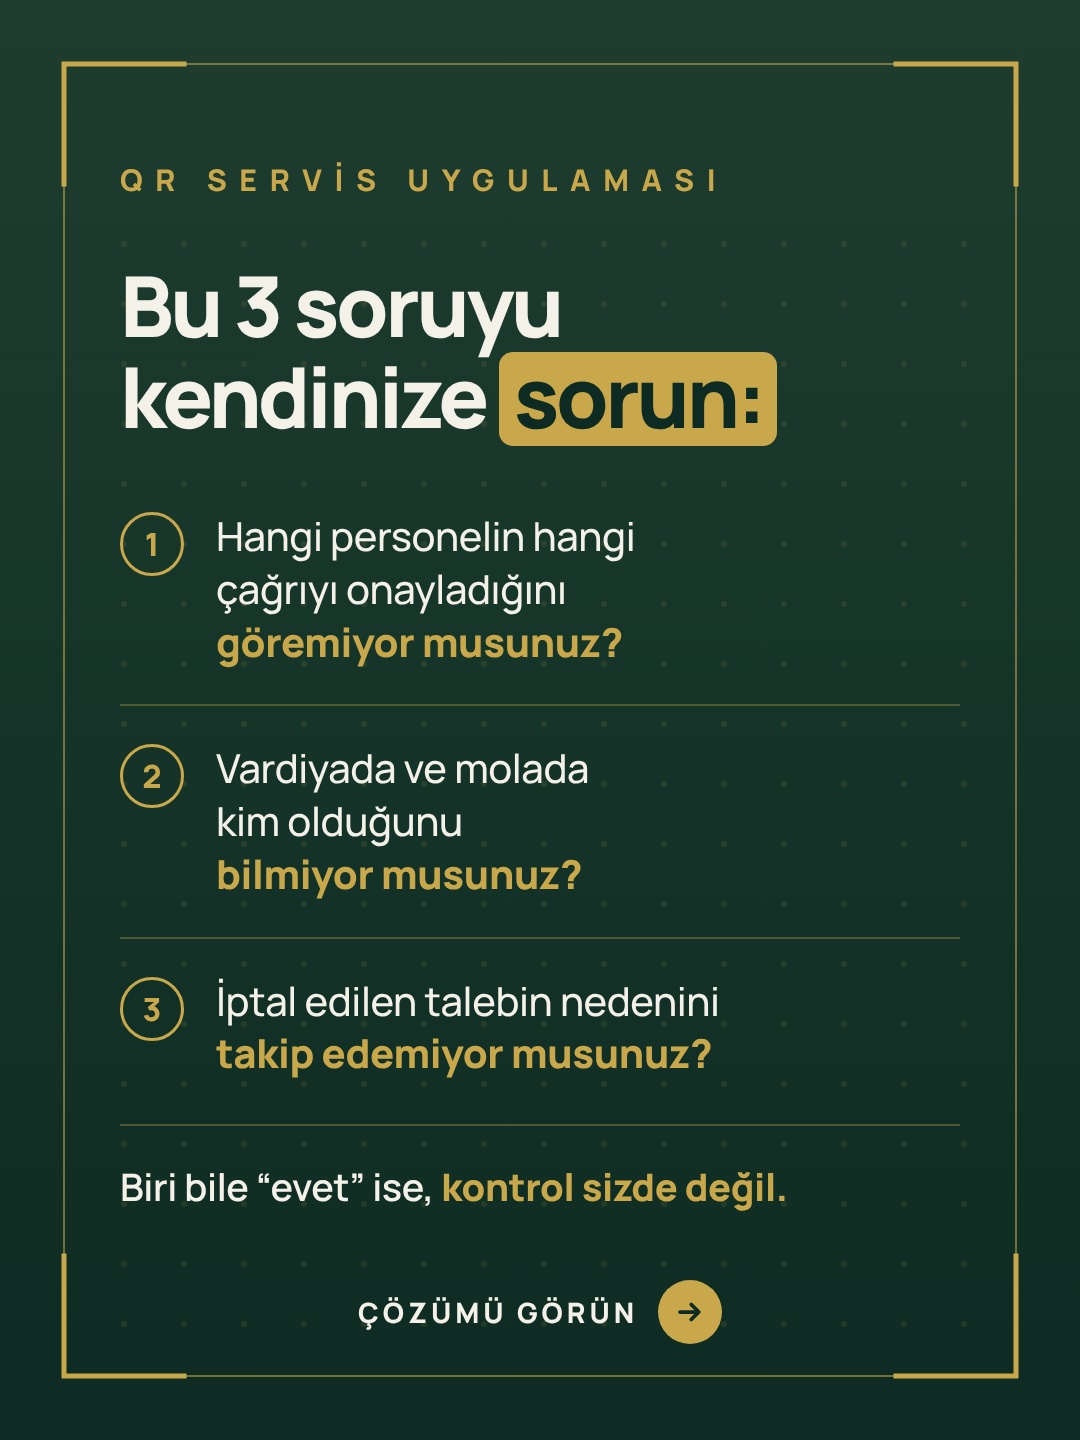 QR SERVİS UYGULAMASI
Bu 3 soruyu
kendinize sorun:
1 Hangi personelin hangi
çağrıyı onayladığını
göremiyor musunuz?
2 Vardiyada ve molada
kim olduğunu
bilmiyor musunuz?
3 İptal edilen talebin nedenini
takip edemiyor musunuz?
Biri bile “evet” ise, kontrol sizde değil.
ÇÖZÜMÜ GÖRÜN →